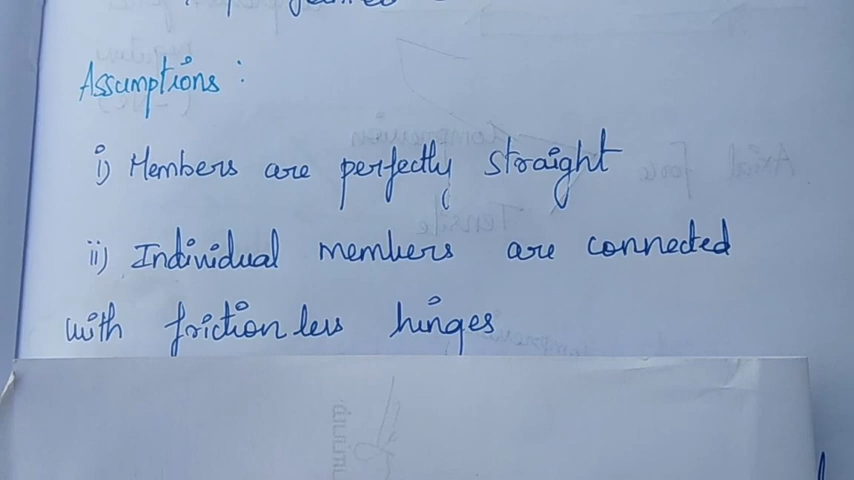 Assumptions :
i) Members are perfectly straight
ii) Individual members are connected
with frictionless hinges